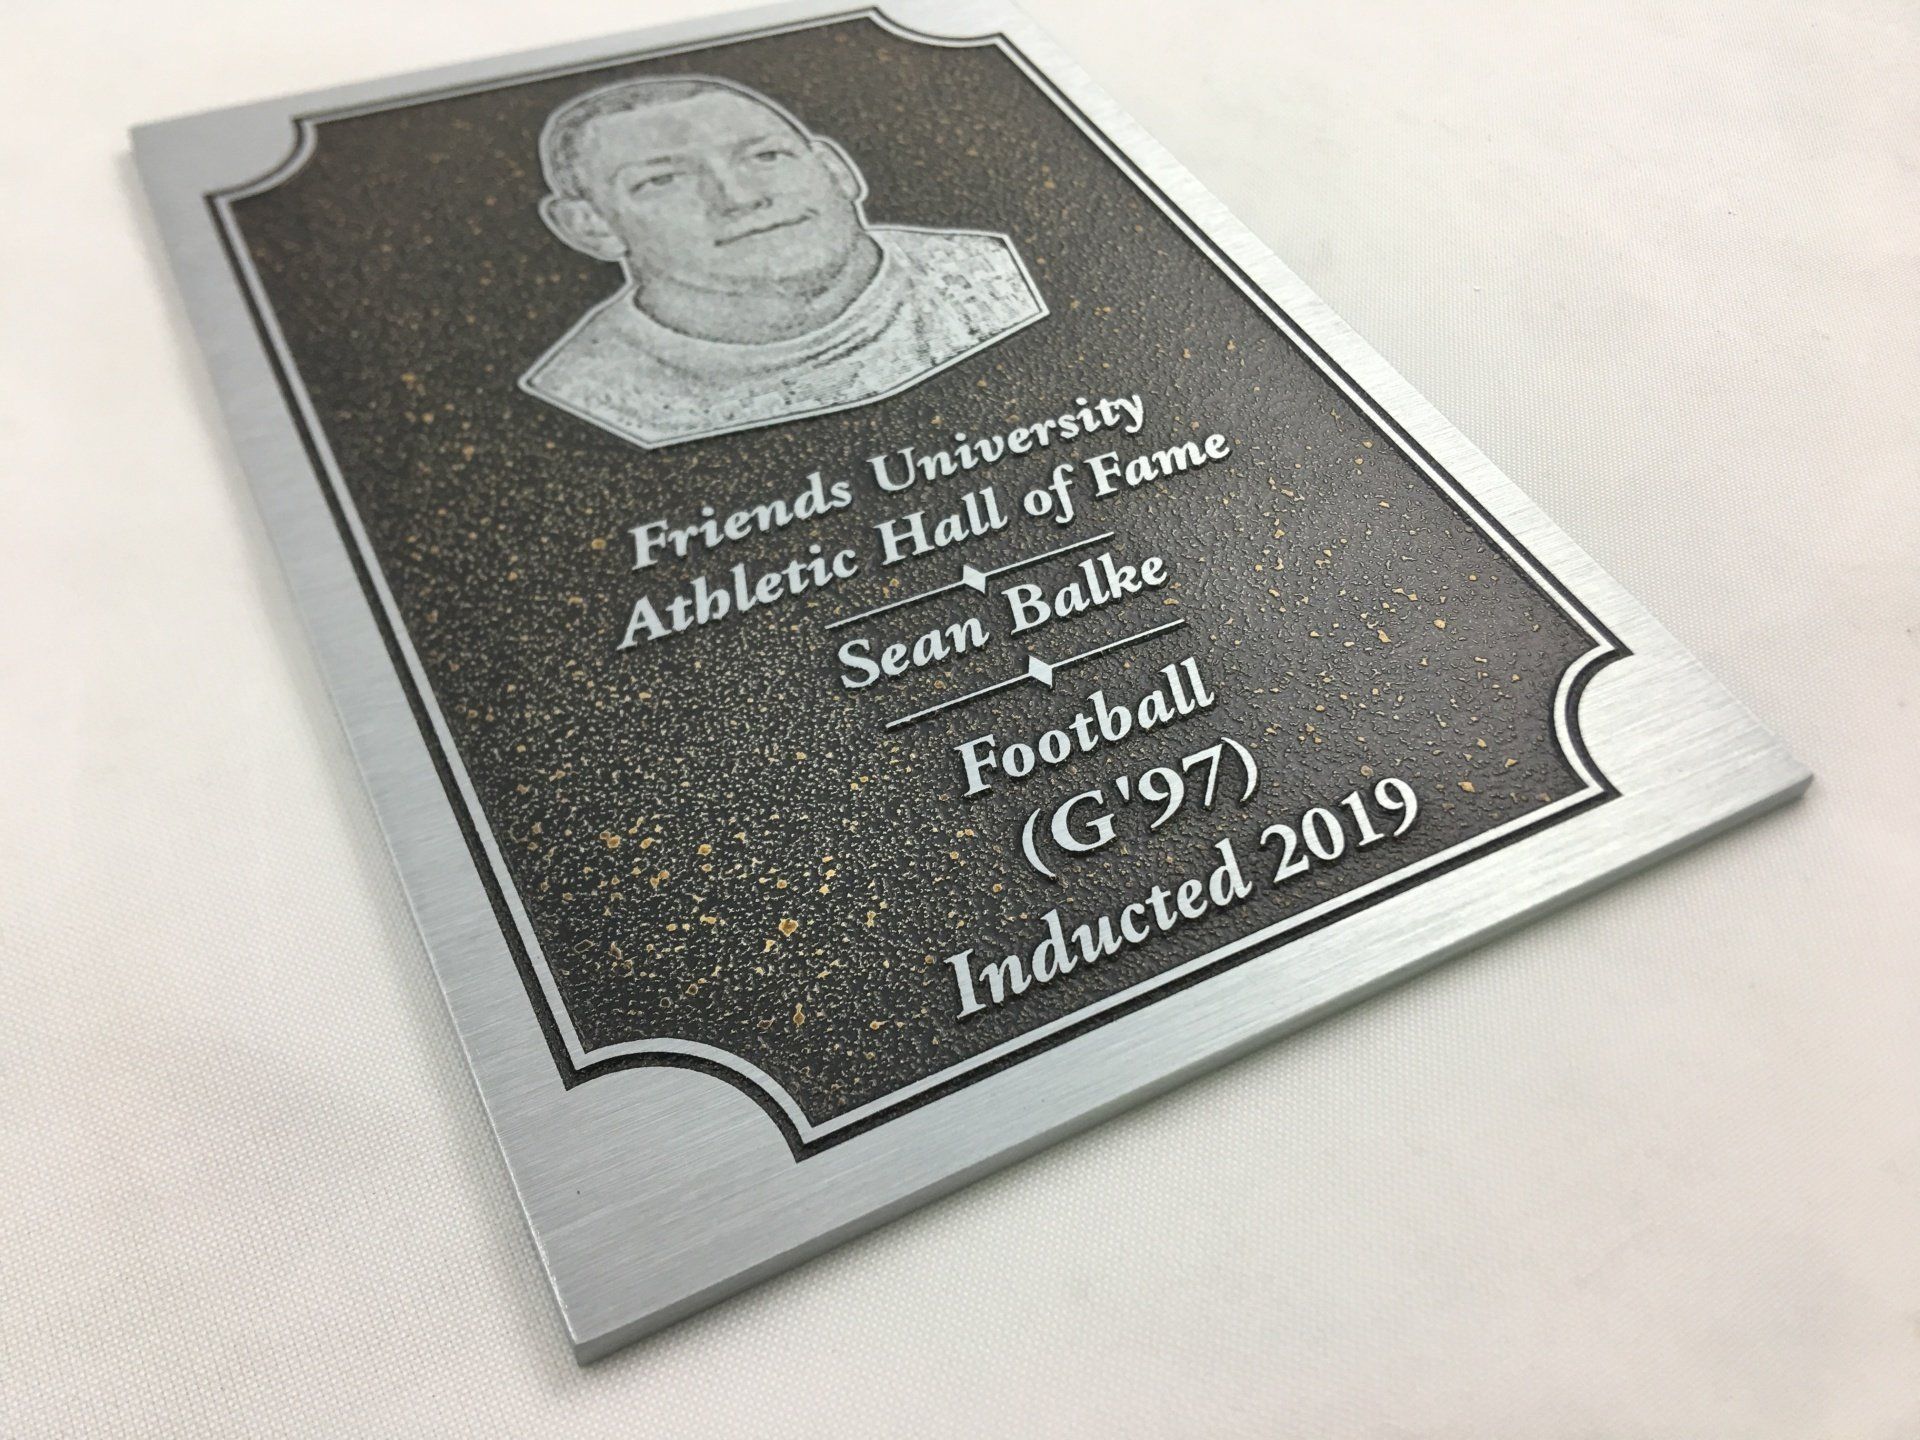 Friends University
Athletic Hall of Fame
Sean Balke
Football
(G'97)
Inducted 2019